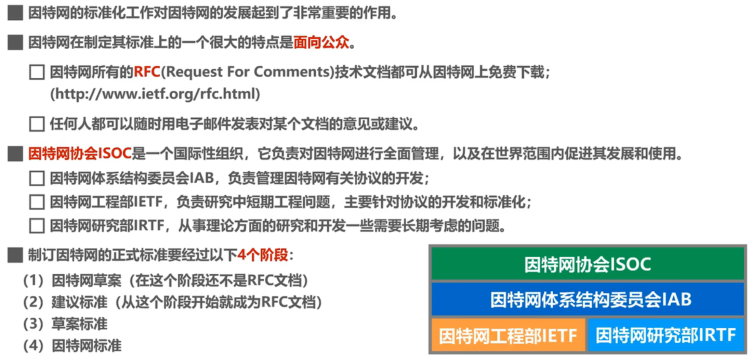 因特网的标准化工作对因特网的发展起到了非常重要的作用。
因特网在制定其标准上的一个很大的特点是面向公众。
因特网所有的RFC(Request For Comments)技术文档都可从因特网上免费下载；
(http://www.ietf.org/rfc.html)
任何人都可以随时用电子邮件发表对某个文档的意见或建议。
因特网协会ISOC是一个国际性组织，它负责对因特网进行全面管理，以及在世界范围内促进其发展和使用。
因特网体系结构委员会IAB，负责管理因特网有关协议的开发；
因特网工程部IETF，负责研究中短期工程问题，主要针对协议的开发和标准化；
因特网研究部IRTF，从事理论方面的研究和开发一些需要长期考虑的问题。
制订因特网的正式标准要经过以下4个阶段：
（1）因特网草案（在这个阶段还不是RFC文档）
（2）建议标准（从这个阶段开始就成为RFC文档）
（3）草案标准
（4）因特网标准
因特网协会ISOC
因特网体系结构委员会IAB
因特网工程部IETF
因特网研究部IRTF